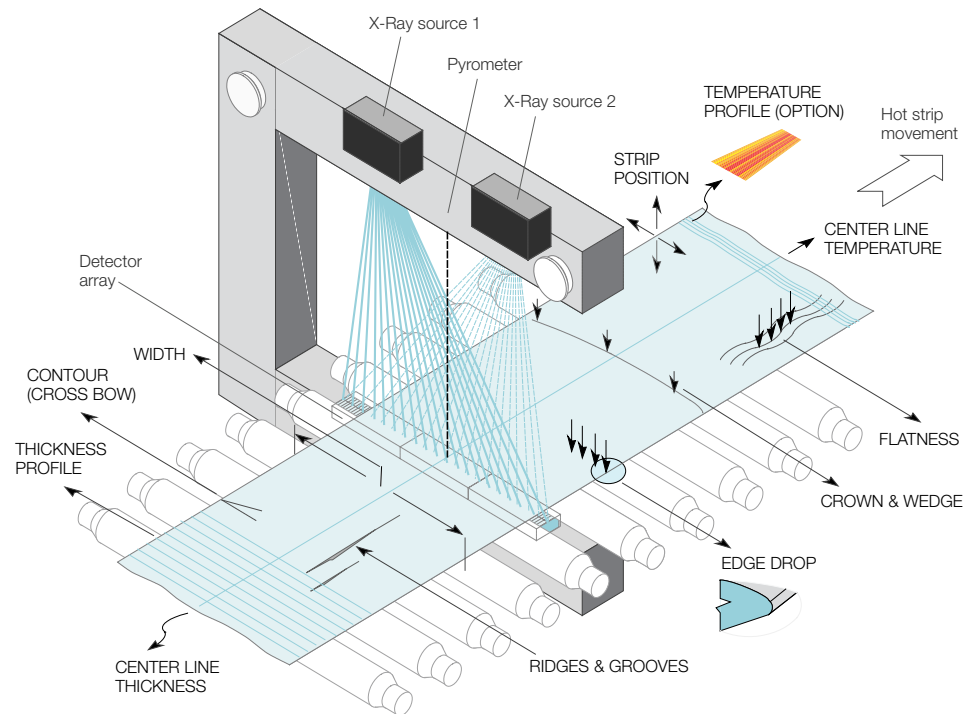 X-Ray source 1
Pyrometer
X-Ray source 2
TEMPERATURE
PROFILE (OPTION)
Hot strip
movement
STRIP
POSITION
CENTER LINE
TEMPERATURE
Detector
array
WIDTH
CONTOUR
(CROSS BOW)
THICKNESS
PROFILE
FLATNESS
CROWN & WEDGE
EDGE DROP
RIDGES & GROOVES
CENTER LINE
THICKNESS